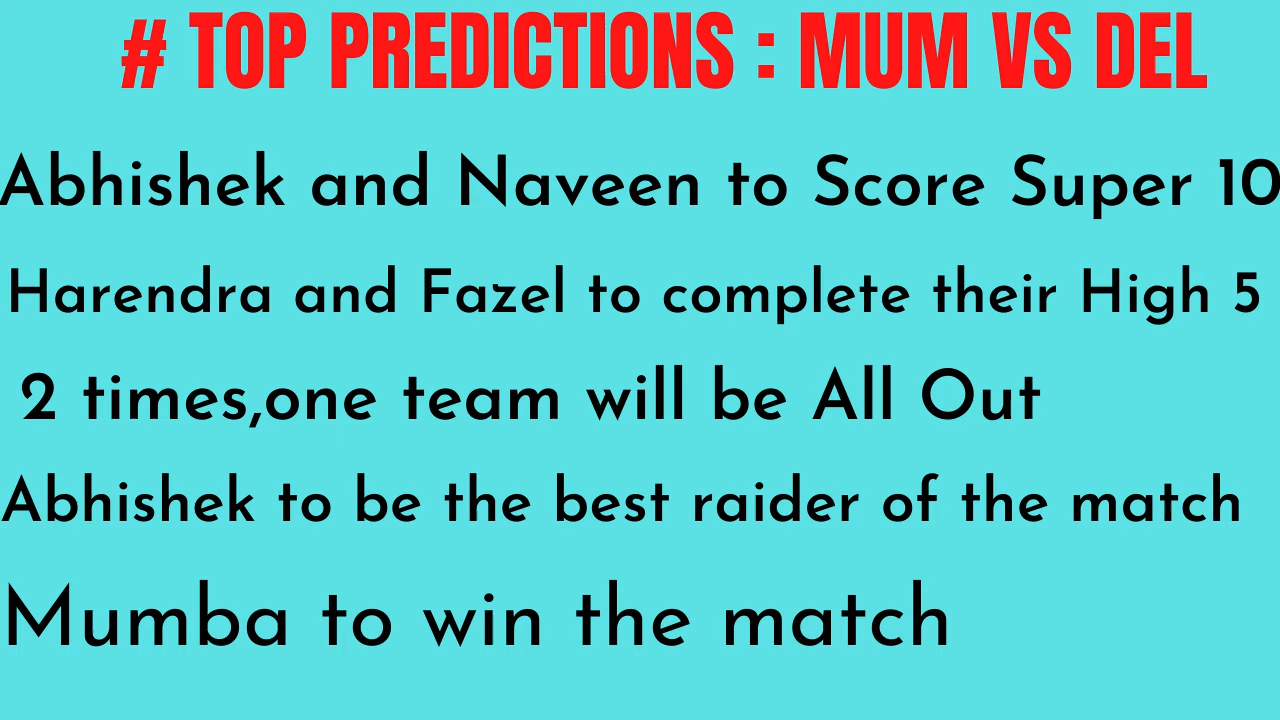 # TOP PREDICTIONS : MUM VS DEL
Abhishek and Naveen to Score Super 10
Harendra and Fazel to complete their High 5
2 times,one team will be All Out
Abhishek to be the best raider of the match
Mumba to win the match